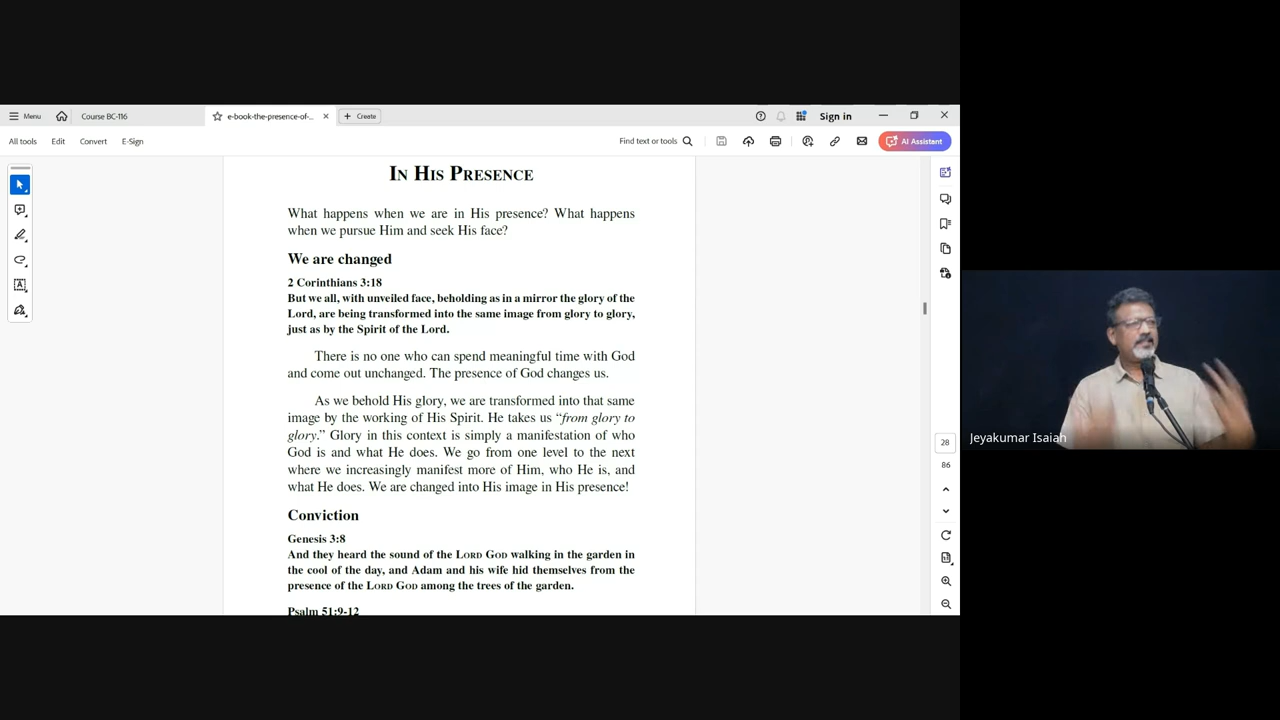 Menu
Course BC-116
e-book-the-presence-of-...
Create
Sign in
All tools
Edit
Convert
E-Sign
Find text or tools
AI Assistant
IN HIS PRESENCE
What happens when we are in His presence? What happens
when we pursue Him and seek His face?
We are changed
2 Corinthians 3:18
But we all, with unveiled face, beholding as in a mirror the glory of the
Lord, are being transformed into the same image from glory to glory,
just as by the Spirit of the Lord.
There is no one who can spend meaningful time with God
and come out unchanged. The presence of God changes us.
As we behold His glory, we are transformed into that same
image by the working of His Spirit. He takes us “from glory to
glory.” Glory in this context is simply a manifestation of who
God is and what He does. We go from one level to the next
where we increasingly manifest more of Him, who He is, and
what He does. We are changed into His image in His presence!
Conviction
Genesis 3:8
And they heard the sound of the LORD GOD walking in the garden in
the cool of the day, and Adam and his wife hid themselves from the
presence of the LORD GOD among the trees of the garden.
Psalm 51:9-12
28
86
Jeyakumar Isaiah